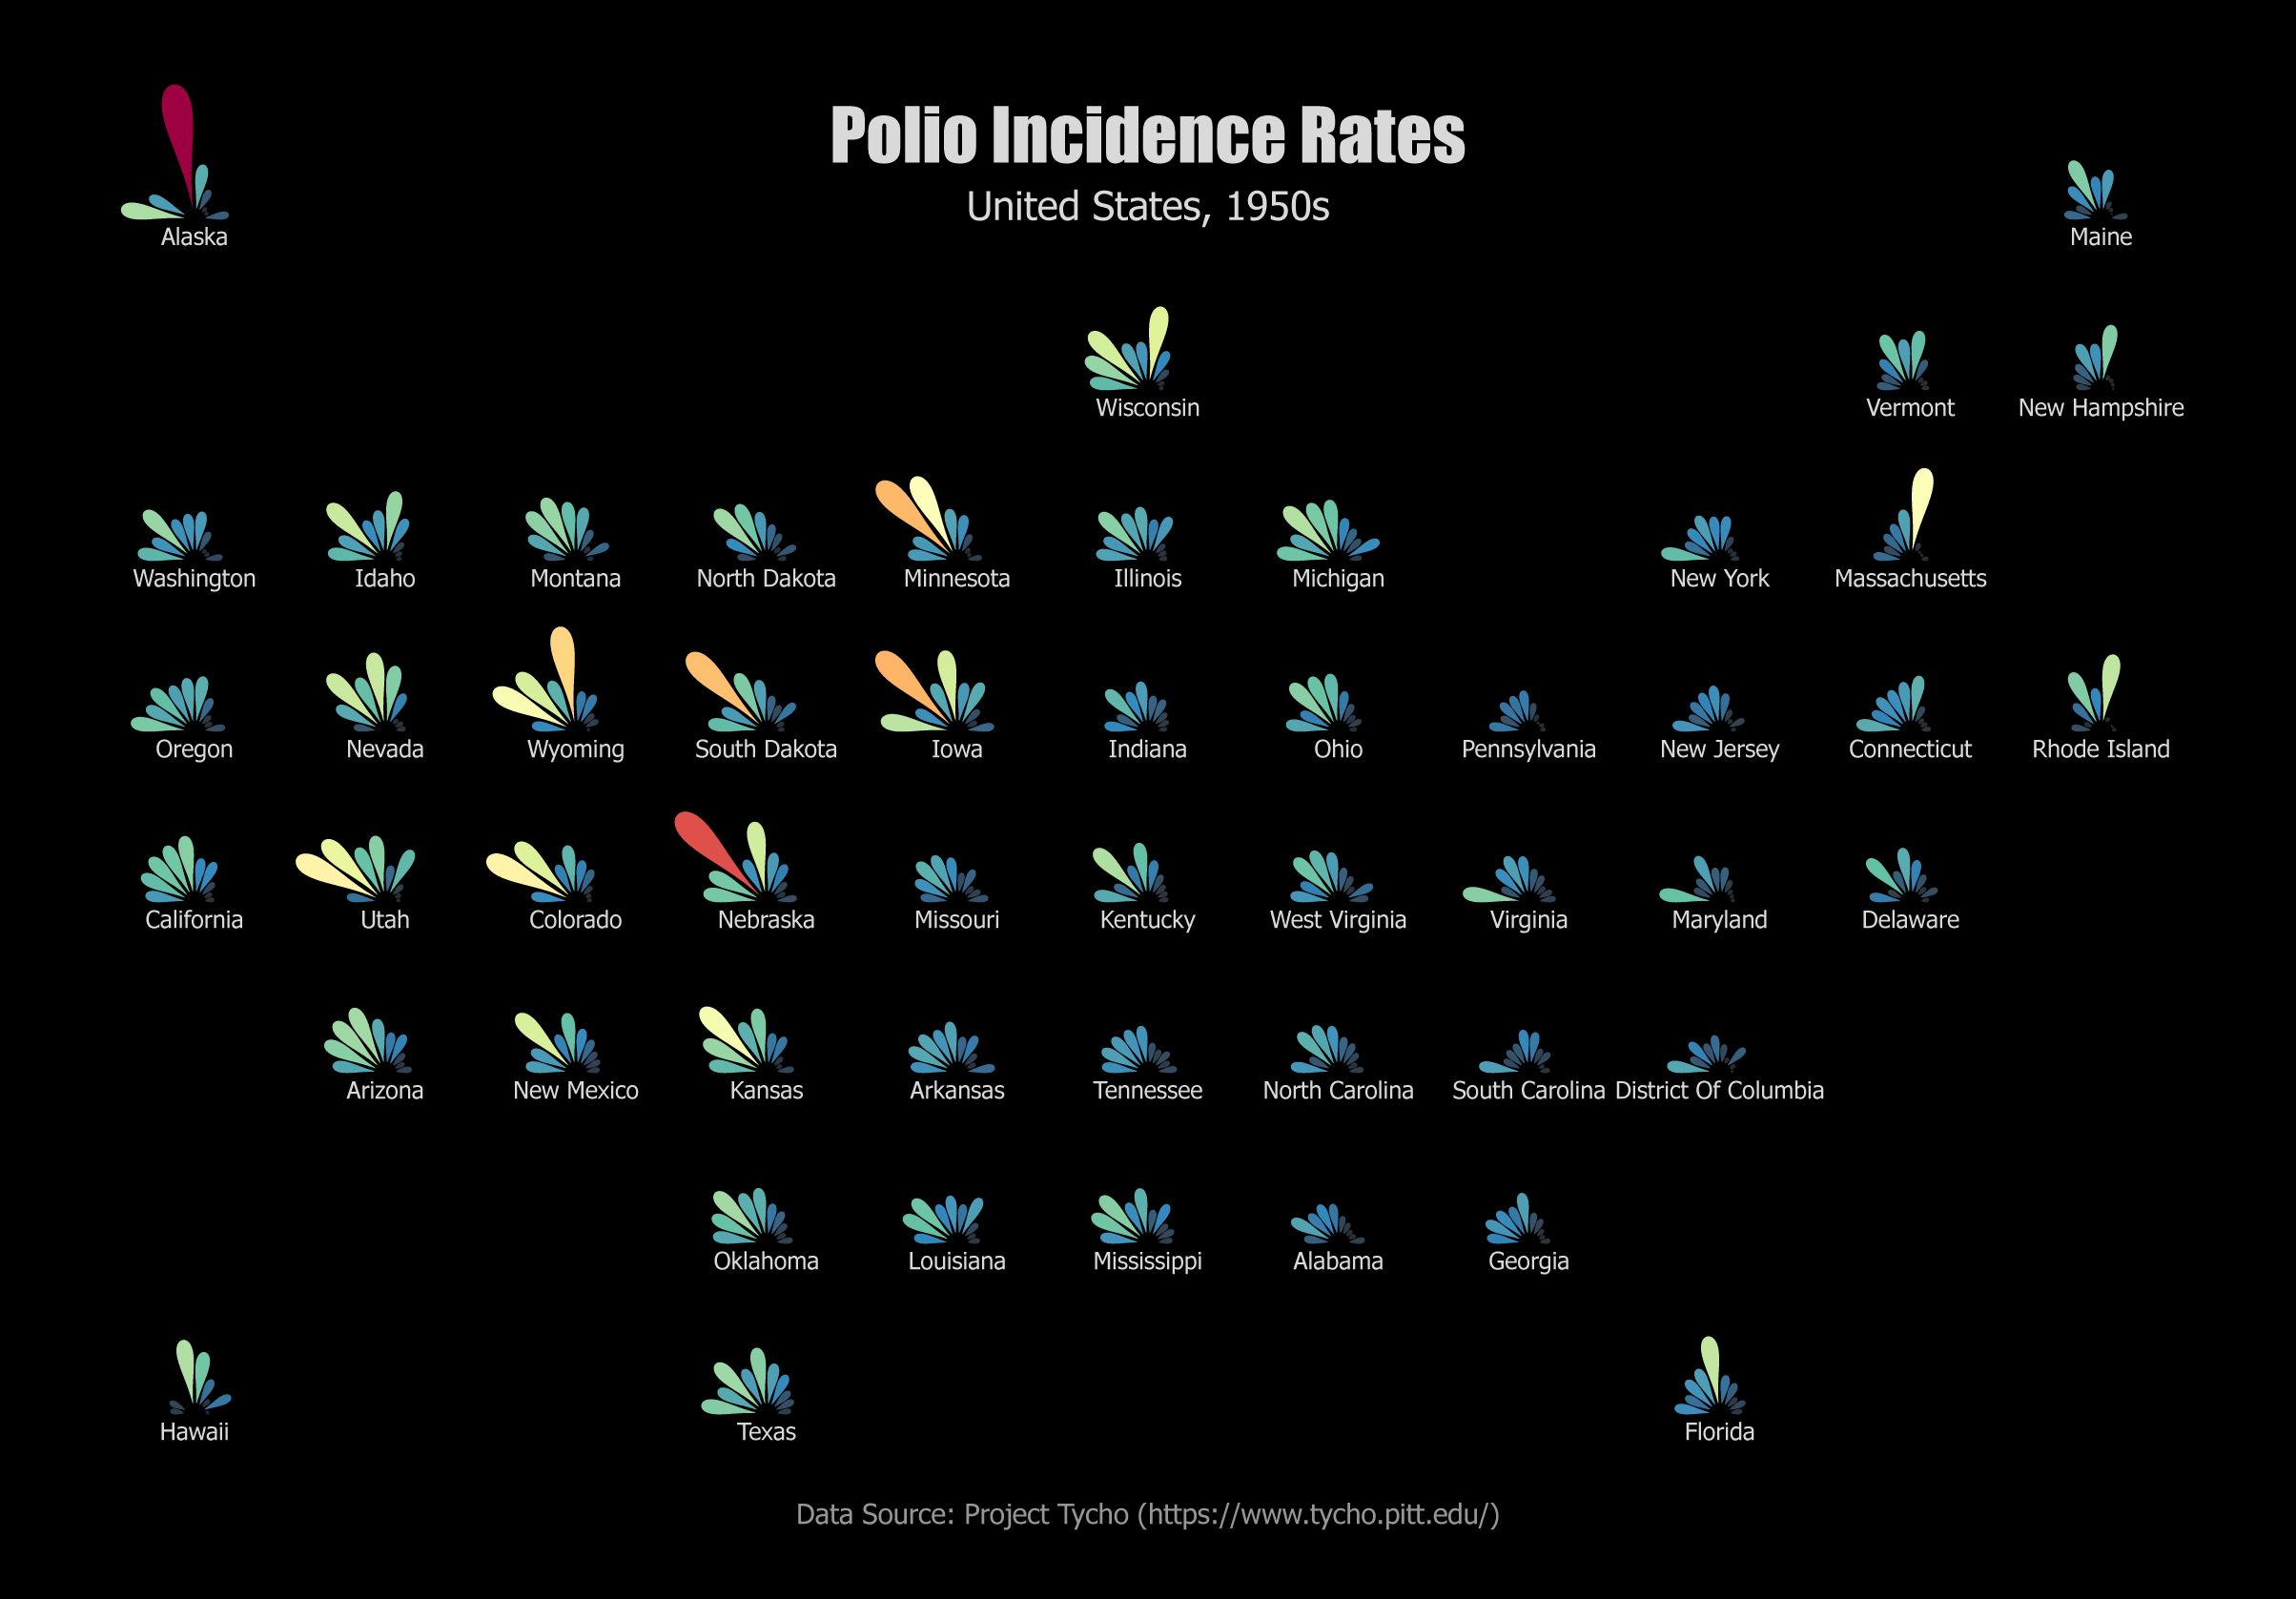 Polio Incidence Rates
United States, 1950s
Alaska
Maine
Wisconsin
Vermont
New Hampshire
Washington
Idaho
Montana
North Dakota
Minnesota
Illinois
Michigan
New York
Massachusetts
Oregon
Nevada
Wyoming
South Dakota
Iowa
Indiana
Ohio
Pennsylvania
New Jersey
Connecticut
Rhode Island
California
Utah
Colorado
Nebraska
Missouri
Kentucky
West Virginia
Virginia
Maryland
Delaware
Arizona
New Mexico
Kansas
Arkansas
Tennessee
North Carolina
South Carolina
District Of Columbia
Oklahoma
Louisiana
Mississippi
Alabama
Georgia
Hawaii
Texas
Florida
Data Source: Project Tycho (https://www.tycho.pitt.edu/)